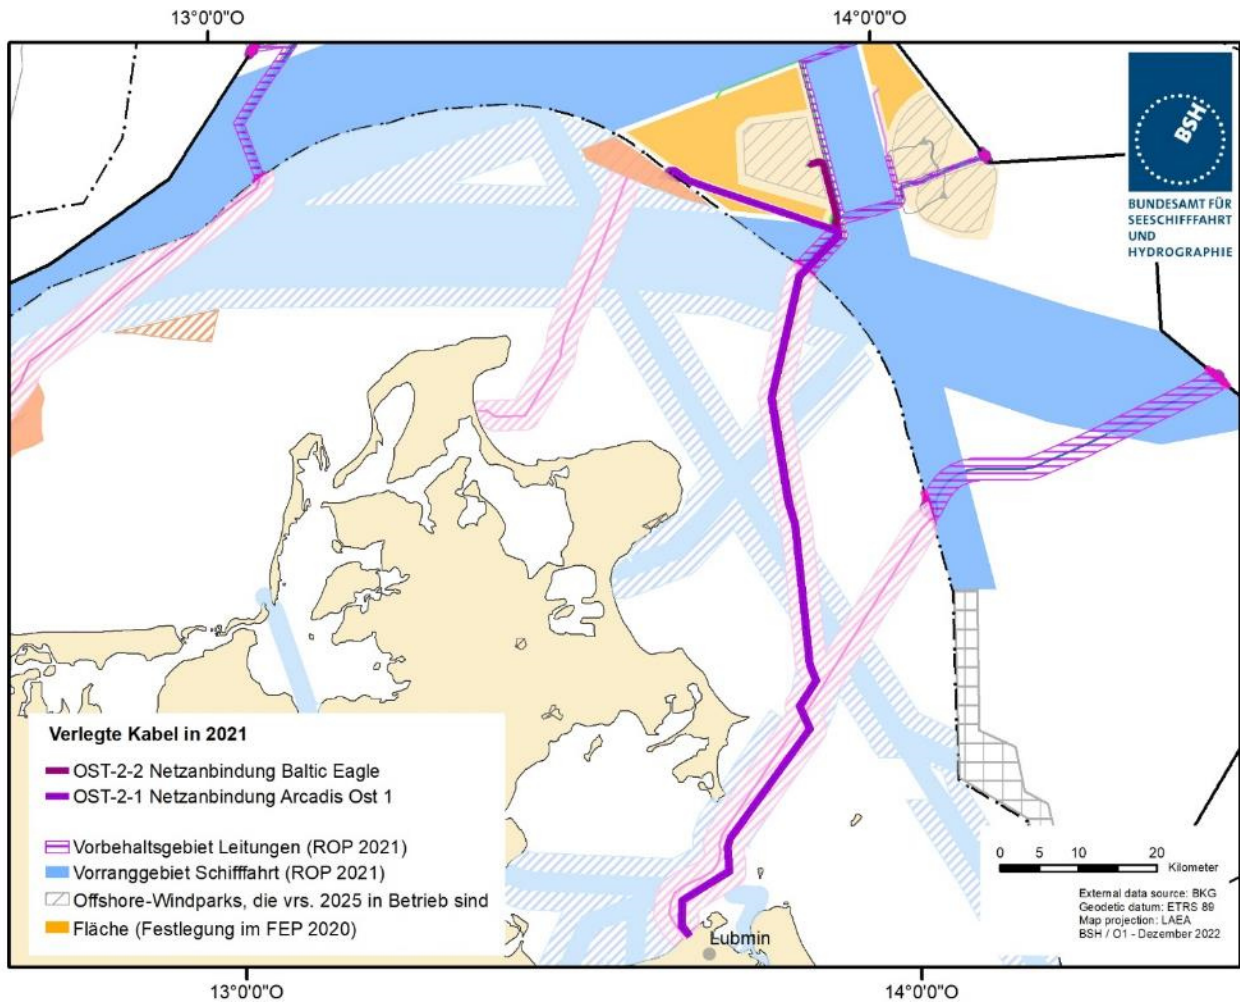 13°0'0"O
14°0'0"O
BSH
BUNDESAMT FÜR
SEESCHIFFFAHRT
UND
HYDROGRAPHIE
Verlegte Kabel in 2021
OST-2-2 Netzanbindung Baltic Eagle
OST-2-1 Netzanbindung Arcadis Ost 1
Vorbehaltsgebiet Leitungen (ROP 2021)
Vorranggebiet Schifffahrt (ROP 2021)
Offshore-Windparks, die vrs. 2025 in Betrieb sind
Fläche (Festlegung im FEP 2020)
0 5 10 20
Kilometer
External data source: BKG
Geodetic datum: ETRS 89
Map projection: LAEA
BSH / O1 - Dezember 2022
Lubmin
13°0'0"O
14°0'0"O